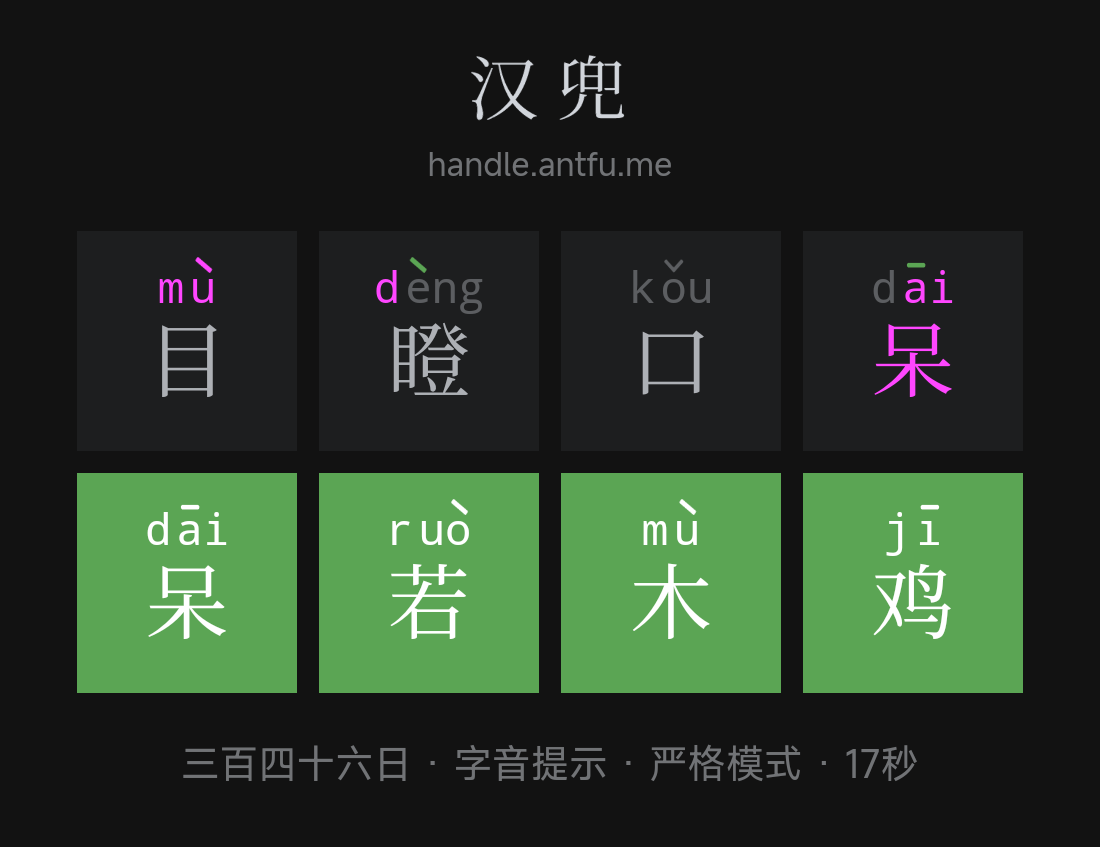 汉兜
handle.antfu.me
mù dèng kǒu dāi
目 瞪 口 呆
dāi ruò mù jī
呆 若 木 鸡
三百四十六日 · 字音提示 · 严格模式 · 17秒